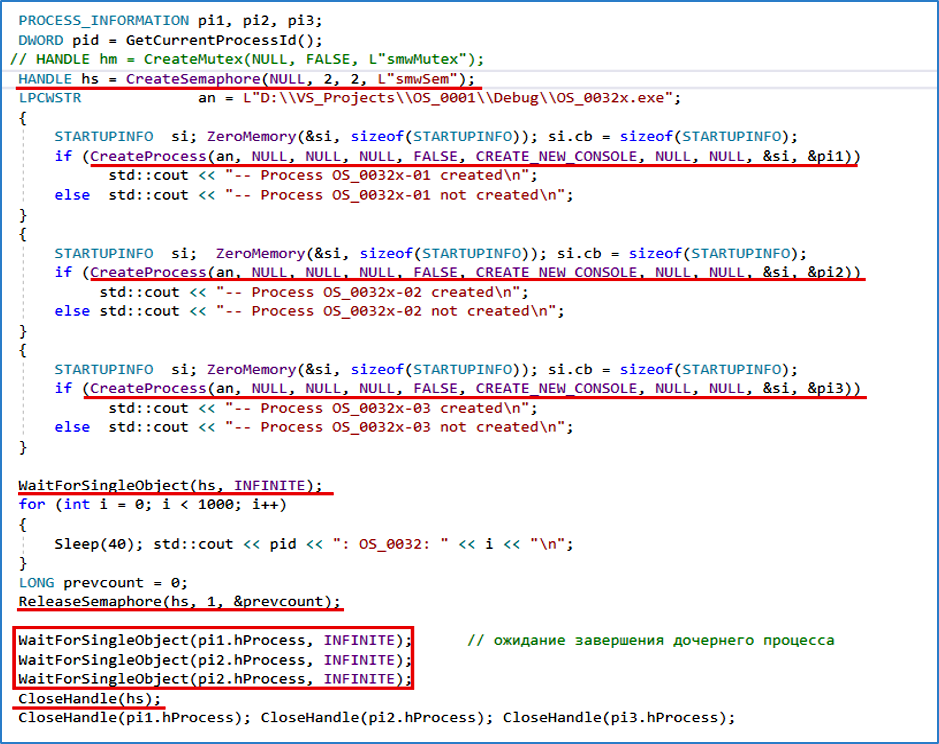 PROCESS_INFORMATION pi1, pi2, pi3;
DWORD pid = GetCurrentProcessId();
// HANDLE hm = CreateMutex(NULL, FALSE, L"smwMutex");
HANDLE hs = CreateSemaphore(NULL, 2, 2, L"smwSem");
LPCWSTR an = L"D:\\VS_Projects\\OS_0001\\Debug\\OS_0032x.exe";
{
STARTUPINFO si; ZeroMemory(&si, sizeof(STARTUPINFO)); si.cb = sizeof(STARTUPINFO);
if (CreateProcess(an, NULL, NULL, NULL, FALSE, CREATE_NEW_CONSOLE, NULL, NULL, &si, &pi1))
std::cout << "-- Process OS_0032x-01 created\n";
else std::cout << "-- Process OS_0032x-01 not created\n";
}
{
STARTUPINFO si; ZeroMemory(&si, sizeof(STARTUPINFO)); si.cb = sizeof(STARTUPINFO);
if (CreateProcess(an, NULL, NULL, NULL, FALSE, CREATE_NEW_CONSOLE, NULL, NULL, &si, &pi2))
std::cout << "-- Process OS_0032x-02 created\n";
else std::cout << "-- Process OS_0032x-02 not created\n";
}
{
STARTUPINFO si; ZeroMemory(&si, sizeof(STARTUPINFO)); si.cb = sizeof(STARTUPINFO);
if (CreateProcess(an, NULL, NULL, NULL, FALSE, CREATE_NEW_CONSOLE, NULL, NULL, &si, &pi3))
std::cout << "-- Process OS_0032x-03 created\n";
else std::cout << "-- Process OS_0032x-03 not created\n";
}
WaitForSingleObject(hs, INFINITE);
for (int i = 0; i < 1000; i++)
{
Sleep(40); std::cout << pid << ": OS_0032: " << i << "\n";
}
LONG prevcount = 0;
ReleaseSemaphore(hs, 1, &prevcount);
WaitForSingleObject(pi1.hProcess, INFINITE); // ожидание завершения дочернего процесса
WaitForSingleObject(pi2.hProcess, INFINITE);
WaitForSingleObject(pi2.hProcess, INFINITE);
CloseHandle(hs);
CloseHandle(pi1.hProcess); CloseHandle(pi2.hProcess); CloseHandle(pi3.hProcess);